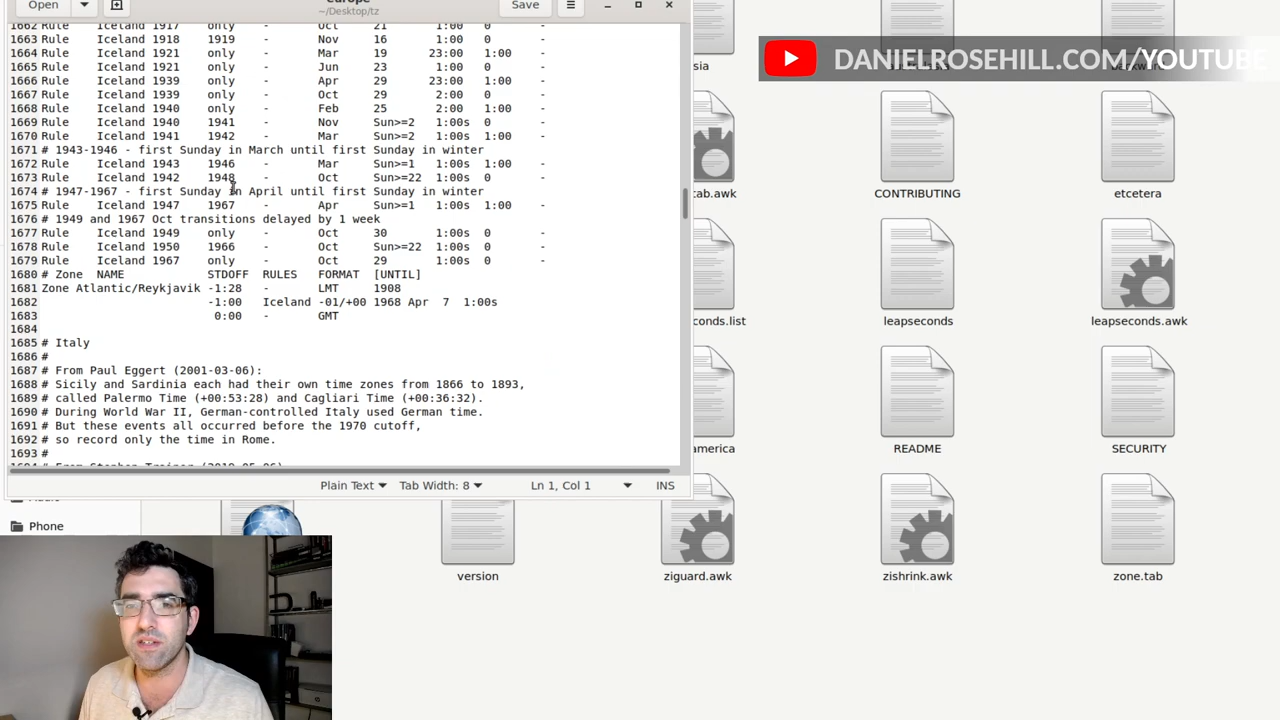 europe
Open
~/Desktop/tz
Save
1662 Rule Iceland 1917 only - Oct 21 1:00 0 -
1663 Rule Iceland 1918 1919 - Nov 16 1:00 0 -
1664 Rule Iceland 1921 only - Mar 19 23:00 1:00 -
1665 Rule Iceland 1921 only - Jun 23 1:00 0 -
1666 Rule Iceland 1939 only - Apr 29 23:00 1:00 -
1667 Rule Iceland 1939 only - Oct 29 2:00 0 -
1668 Rule Iceland 1940 only - Feb 25 2:00 1:00 -
1669 Rule Iceland 1940 1941 - Nov Sun>=2 1:00s 0 -
1670 Rule Iceland 1941 1942 - Mar Sun>=2 1:00s 1:00 -
1671 # 1943-1946 - first Sunday in March until first Sunday in winter
1672 Rule Iceland 1943 1946 - Mar Sun>=1 1:00s 1:00 -
1673 Rule Iceland 1942 1948 - Oct Sun>=22 1:00s 0 -
1674 # 1947-1967 - first Sunday in April until first Sunday in winter
1675 Rule Iceland 1947 1967 - Apr Sun>=1 1:00s 1:00 -
1676 # 1949 and 1967 Oct transitions delayed by 1 week
1677 Rule Iceland 1949 only - Oct 30 1:00s 0 -
1678 Rule Iceland 1950 1966 - Oct Sun>=22 1:00s 0 -
1679 Rule Iceland 1967 only - Oct 29 1:00s 0 -
1680 # Zone NAME STDOFF RULES FORMAT [UNTIL]
1681 Zone Atlantic/Reykjavik -1:28 - LMT 1908
1682 -1:00 Iceland -01/+00 1968 Apr 7 1:00s
1683 0:00 - GMT
1684
1685 # Italy
1686 #
1687 # From Paul Eggert (2001-03-06):
1688 # Sicily and Sardinia each had their own time zones from 1866 to 1893,
1689 # called Palermo Time (+00:53:28) and Cagliari Time (+00:36:32).
1690 # During World War II, German-controlled Italy used German time.
1691 # But these events all occurred before the 1970 cutoff,
1692 # so record only the time in Rome.
1693 #
Plain Text Tab Width: 8 Ln 1, Col 1 INS
Phone
DANIELROSEHILL.COM/YOUTUBE
sia
tab.awk CONTRIBUTING etcetera
conds.list leapseconds leapseconds.awk
america README SECURITY
version ziguard.awk zishrink.awk zone.tab